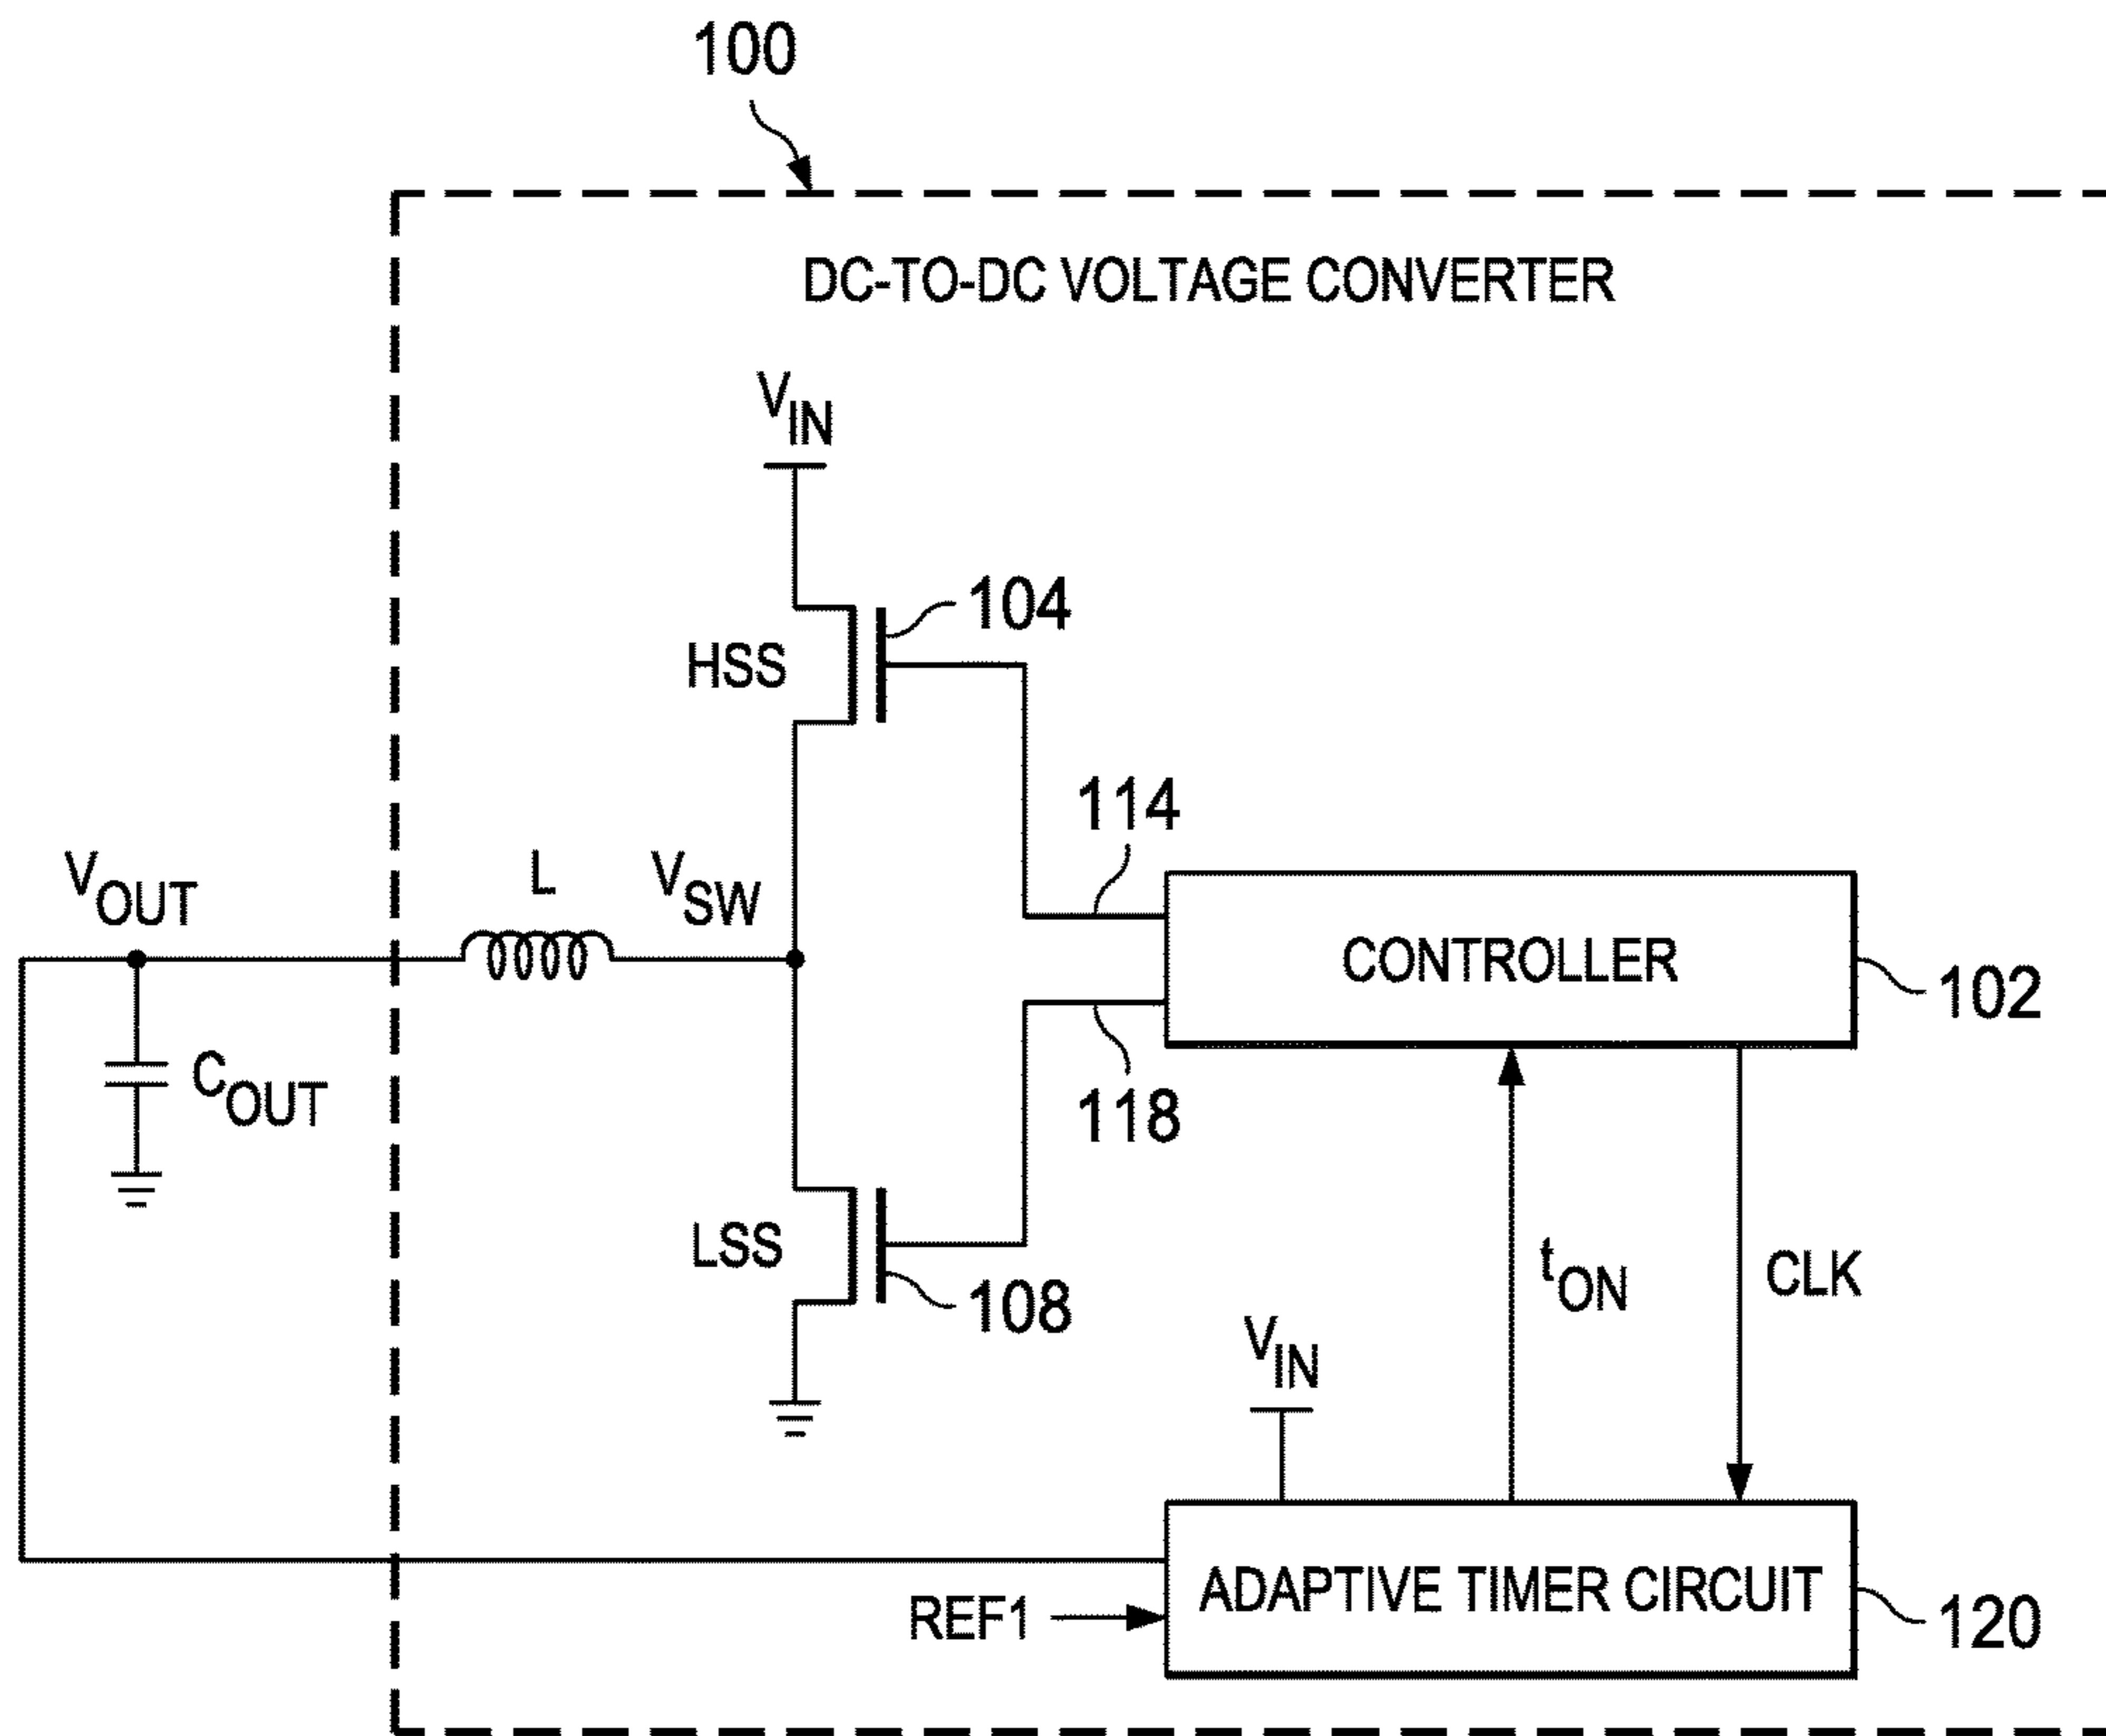 100
DC-TO-DC VOLTAGE CONVERTER
VIN
104
HSS
114
VOUT
L
VSW
CONTROLLER
102
COUT
118
LSS
108
tON
CLK
VIN
ADAPTIVE TIMER CIRCUIT
REF1
120